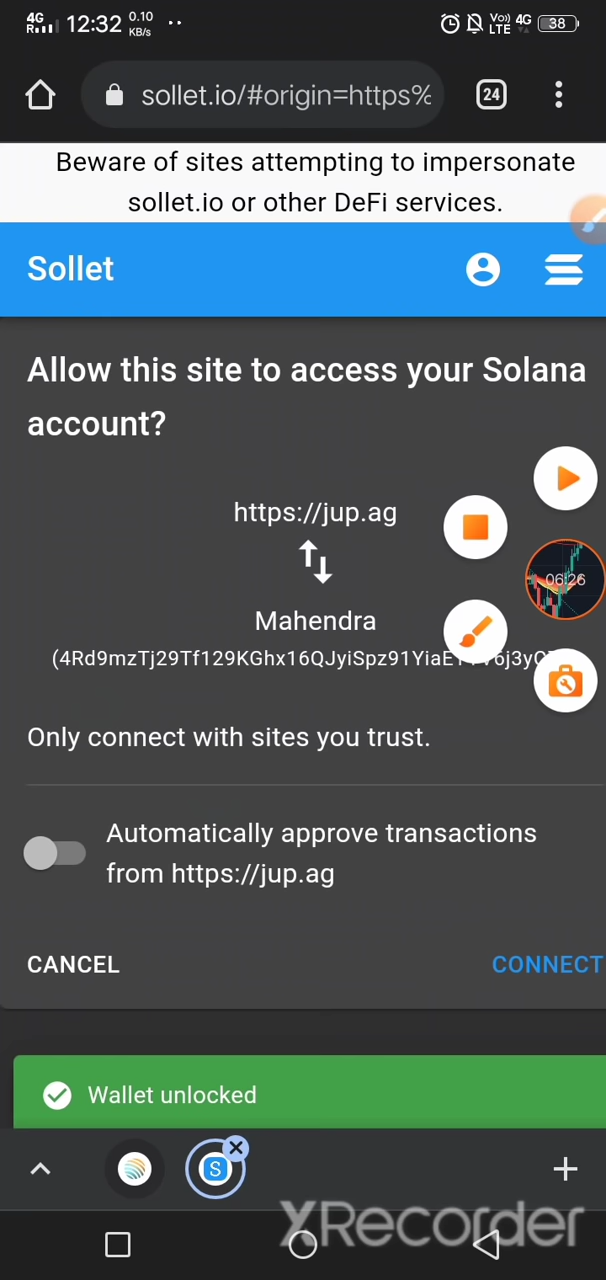 4G
R
12:32
0.10
KB/s
Vo)) 4G
LTE
38
sollet.io/#origin=https%
24
Beware of sites attempting to impersonate
sollet.io or other DeFi services.
Sollet
Allow this site to access your Solana
account?
https://jup.ag
06:26
Mahendra
Only connect with sites you trust.
Automatically approve transactions
from https://jup.ag
CANCEL
CONNECT
Wallet unlocked
S
XRecorder